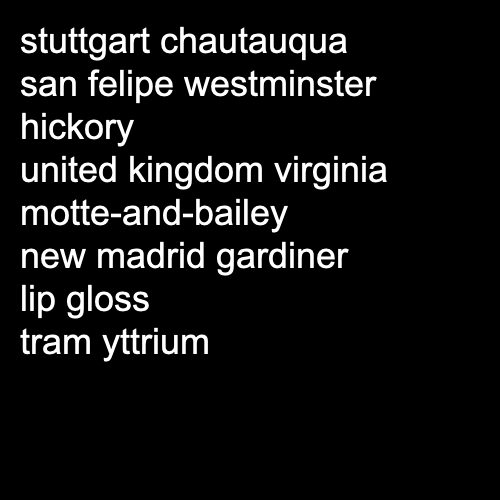 stuttgart chautauqua
san felipe westminster
hickory
united kingdom virginia
motte-and-bailey
new madrid gardiner
lip gloss
tram yttrium